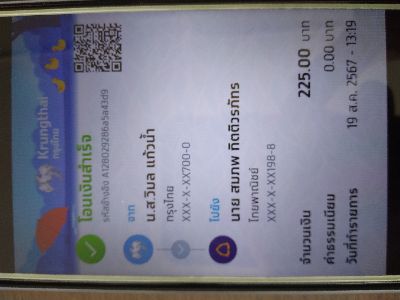 Krungthai
กรุงไทย
โอนเงินสำเร็จ
รหัสอ้างอิง A128029286a5a43d9
จาก
น.ส.วิมล แก้วน้ำ
กรุงไทย
XXX-X-XX700-0
ไปยัง
นาย สมภพ ทิตติวรภัทร
ไทยพาณิชย์
XXX-X-XX198-8
จำนวนเงิน 225.00 บาท
ค่าธรรมเนียม 0.00 บาท
วันที่ทำรายการ 19 ส.ค. 2567 - 13:19